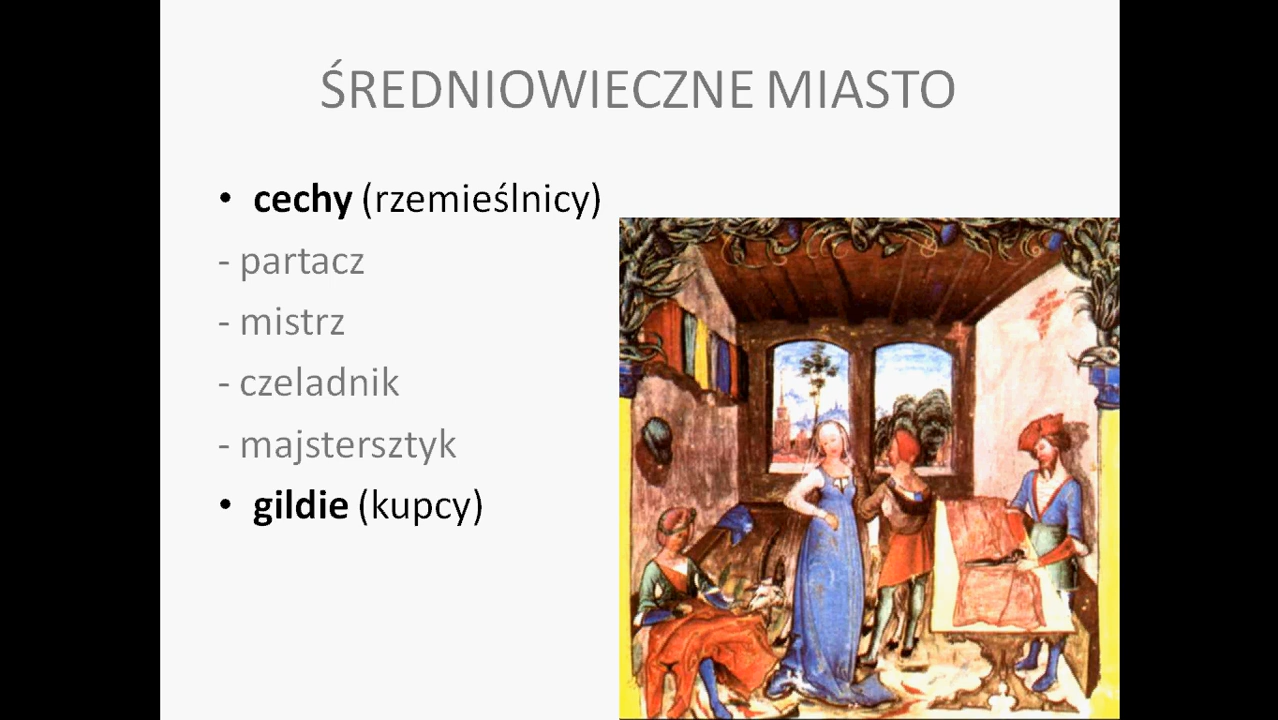 ŚREDNIOWIECZNE MIASTO
• cechy (rzemieślnicy)
- partacz
- mistrz
- czeladnik
- majstersztyk
• gildie (kupcy)